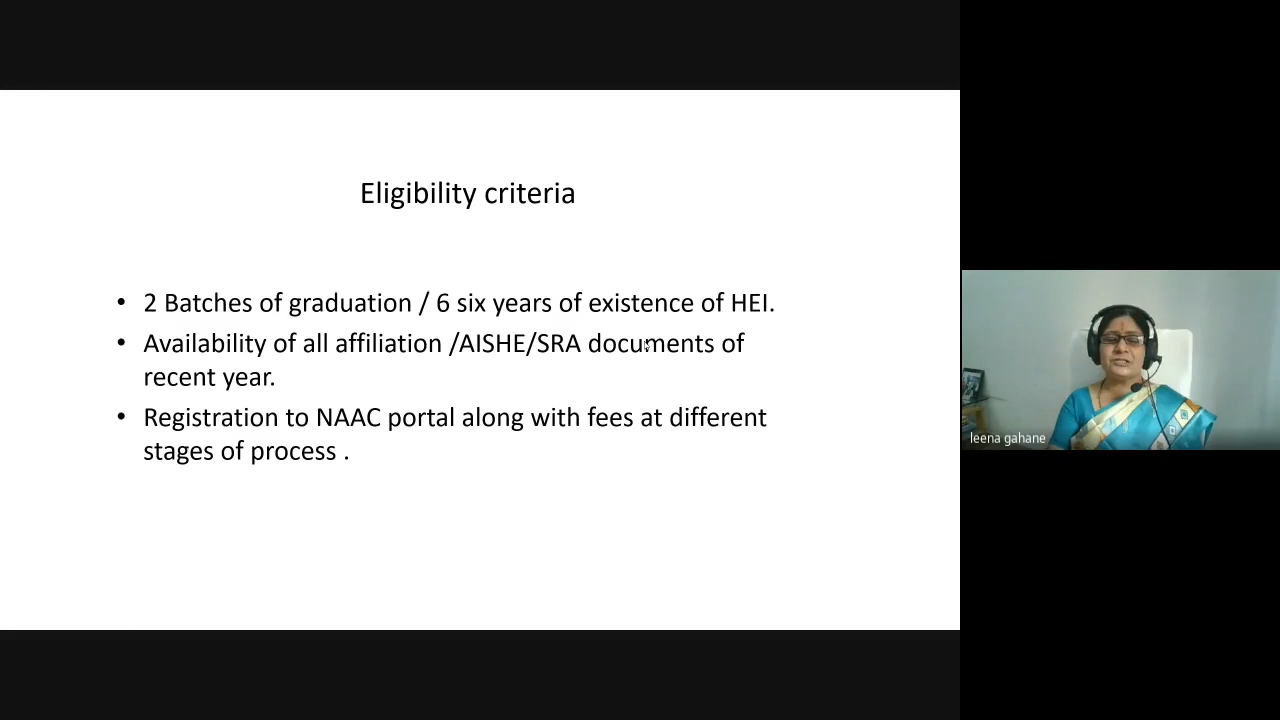 Eligibility criteria
• 2 Batches of graduation / 6 six years of existence of HEI.
• Availability of all affiliation /AISHE/SRA documents of
recent year.
• Registration to NAAC portal along with fees at different
stages of process .
leena gahane